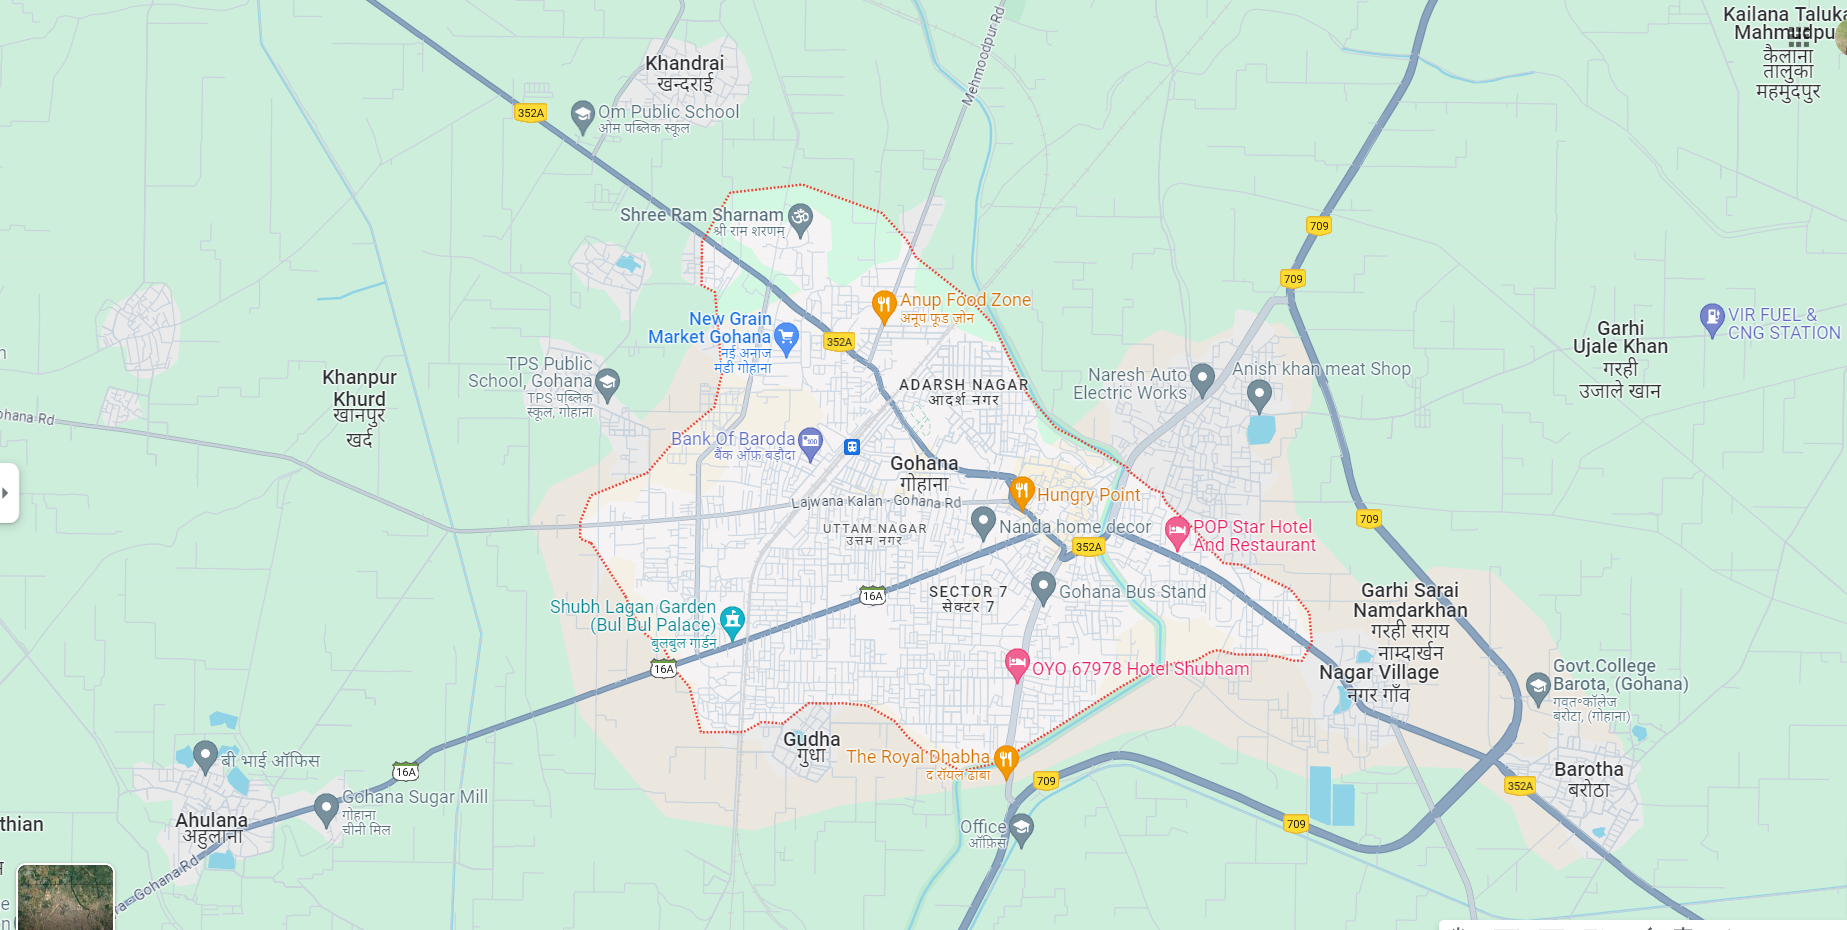 Kailana Taluka
Mahmudpu
कैलाना
तालुका
महमुदपुर
Khandrai
खन्दराई
Mehmoodpur Rd
352A
Om Public School
ओम पब्लिक स्कूल
Shree Ram Sharnam
श्री राम शरणम्
709
709
Anup Food Zone
अनूप फूड जोन
New Grain
Market Gohana
नई अनाज
मंडी गोहाना
352A
VIR FUEL &
CNG STATION
Garhi
Ujale Khan
गरही
उजाले खान
TPS Public
School, Gohana
TPS पब्लिक
स्कूल, गोहाना
Khanpur
Khurd
खानपुर
खर्द
ohana Rd
ADARSH NAGAR
आदर्श नगर
Naresh Auto
Electric Works
Anish khan meat Shop
Bank Of Baroda
बैंक ऑफ़ बड़ौदा
Gohana
गोहाना
Lajwana Kalan - Gohana Rd
Hungry Point
UTTAM NAGAR
उत्तम नगर
Nanda home decor
352A
POP Star Hotel
And Restaurant
709
16A
SECTOR 7
सेक्टर 7
Gohana Bus Stand
Shubh Lagan Garden
(Bul Bul Palace)
बुलबुल गार्डन
16A
OYO 67978 Hotel Shubham
Garhi Sarai
Namdarkhan
गरही सराय
नाम्दार्खन
Nagar Village
नगर गाँव
Govt.College
Barota, (Gohana)
गवत॰कॉलेज
बरोटा, (गोहाना)
Gudha
गुधा
The Royal Dhabha
द रॉयल ढाबा
709
बी भाई ऑफिस
16A
Gohana Sugar Mill
गोहाना
चीनी मिल
Ahulana
अहुलाना
thian
ra - Gohana Rd
Office
ऑफ़िस
709
352A
Barotha
बरोठा